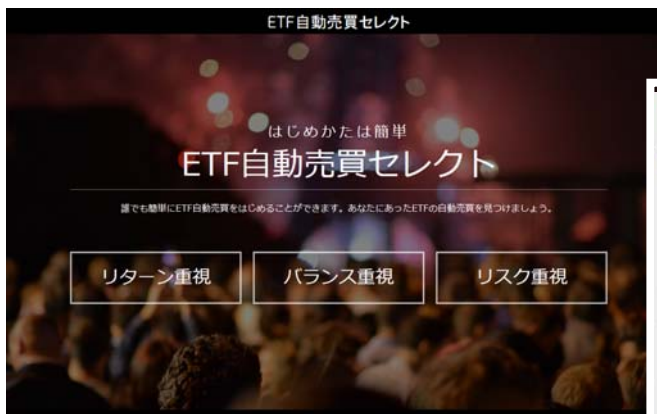 ETF自動売買セレクト
はじめかたは簡単
ETF自動売買セレクト
誰でも簡単にETF自動売買をはじめることができます。あなたにあったETFの自動売買を見つけましょう。
リターン重視
バランス重視
リスク重視